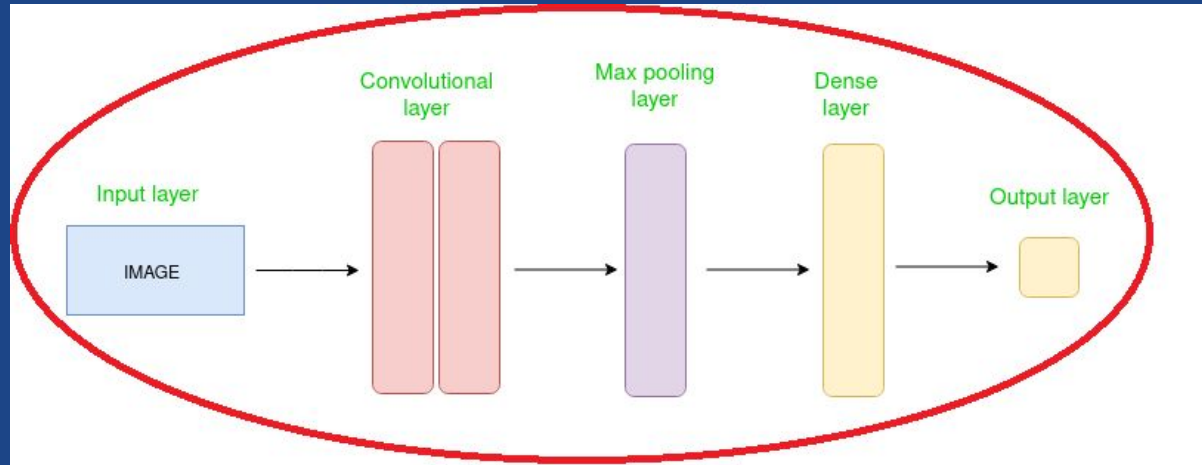 Input layer
IMAGE
Convolutional
layer
Max pooling
layer
Dense
layer
Output layer